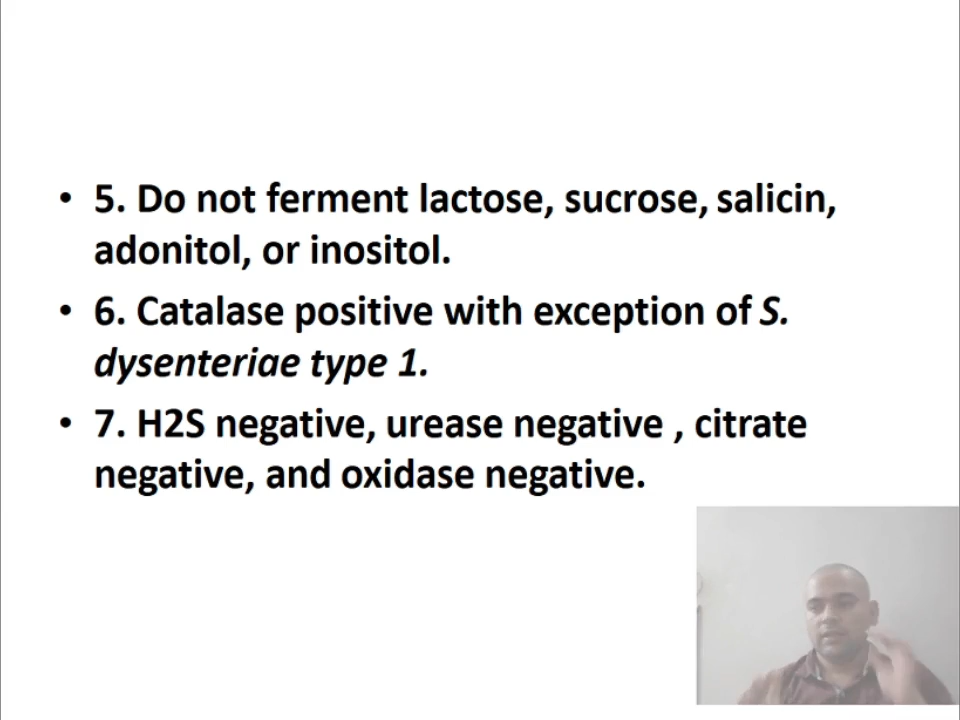 • 5. Do not ferment lactose, sucrose, salicin,
adonitol, or inositol.
• 6. Catalase positive with exception of S.
dysenteriae type 1.
• 7. H2S negative, urease negative , citrate
negative, and oxidase negative.